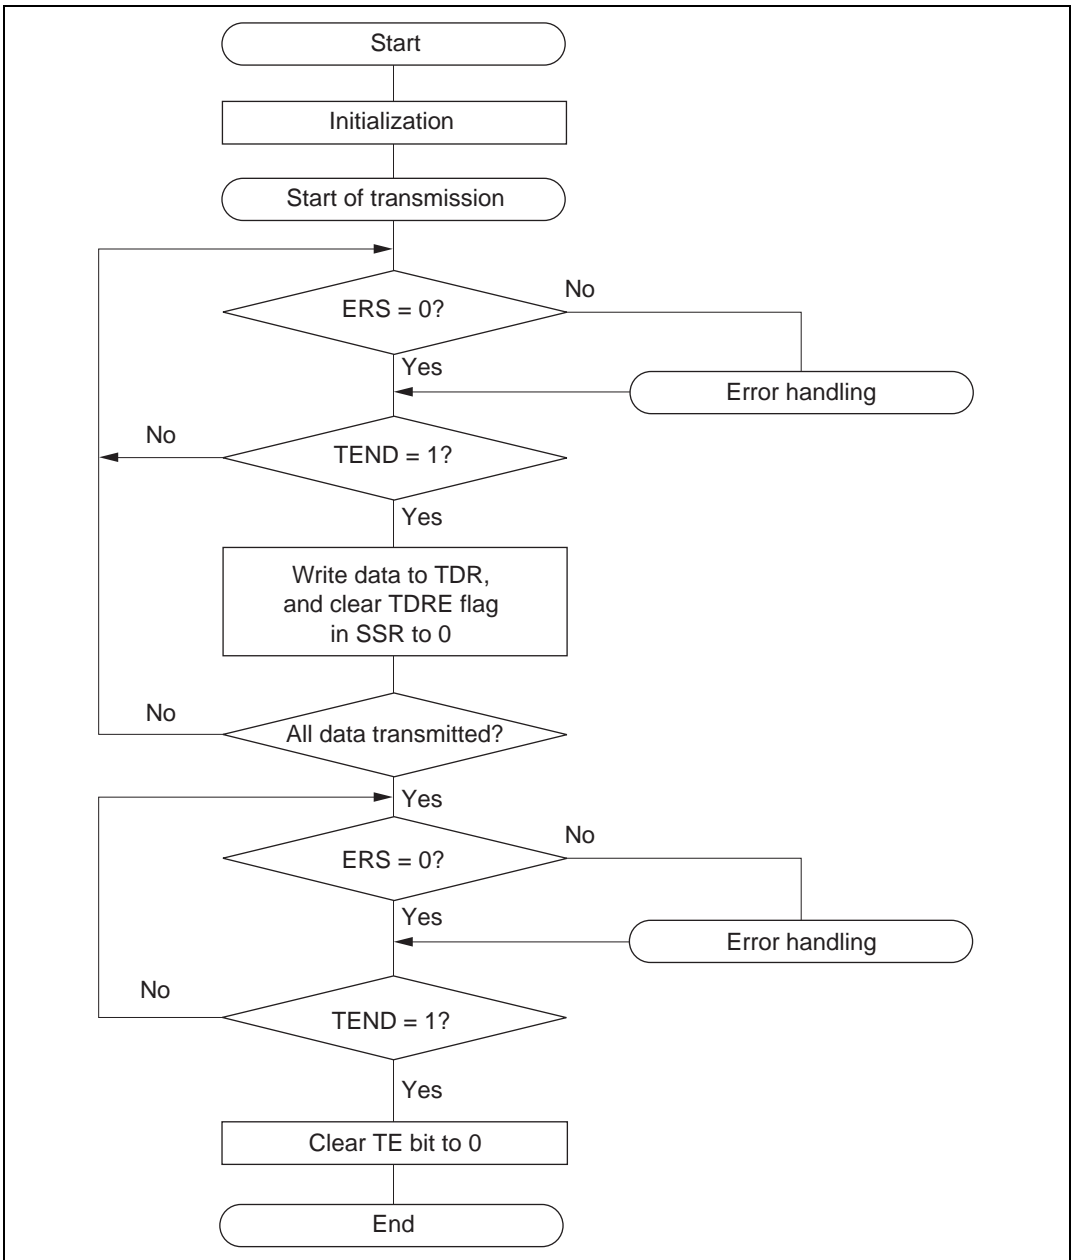 Start
Initialization
Start of transmission
ERS = 0?
No
Yes
Error handling
No
TEND = 1?
Yes
Write data to TDR,
and clear TDRE flag
in SSR to 0
No
All data transmitted?
Yes
No
ERS = 0?
Yes
Error handling
No
TEND = 1?
Yes
Clear TE bit to 0
End